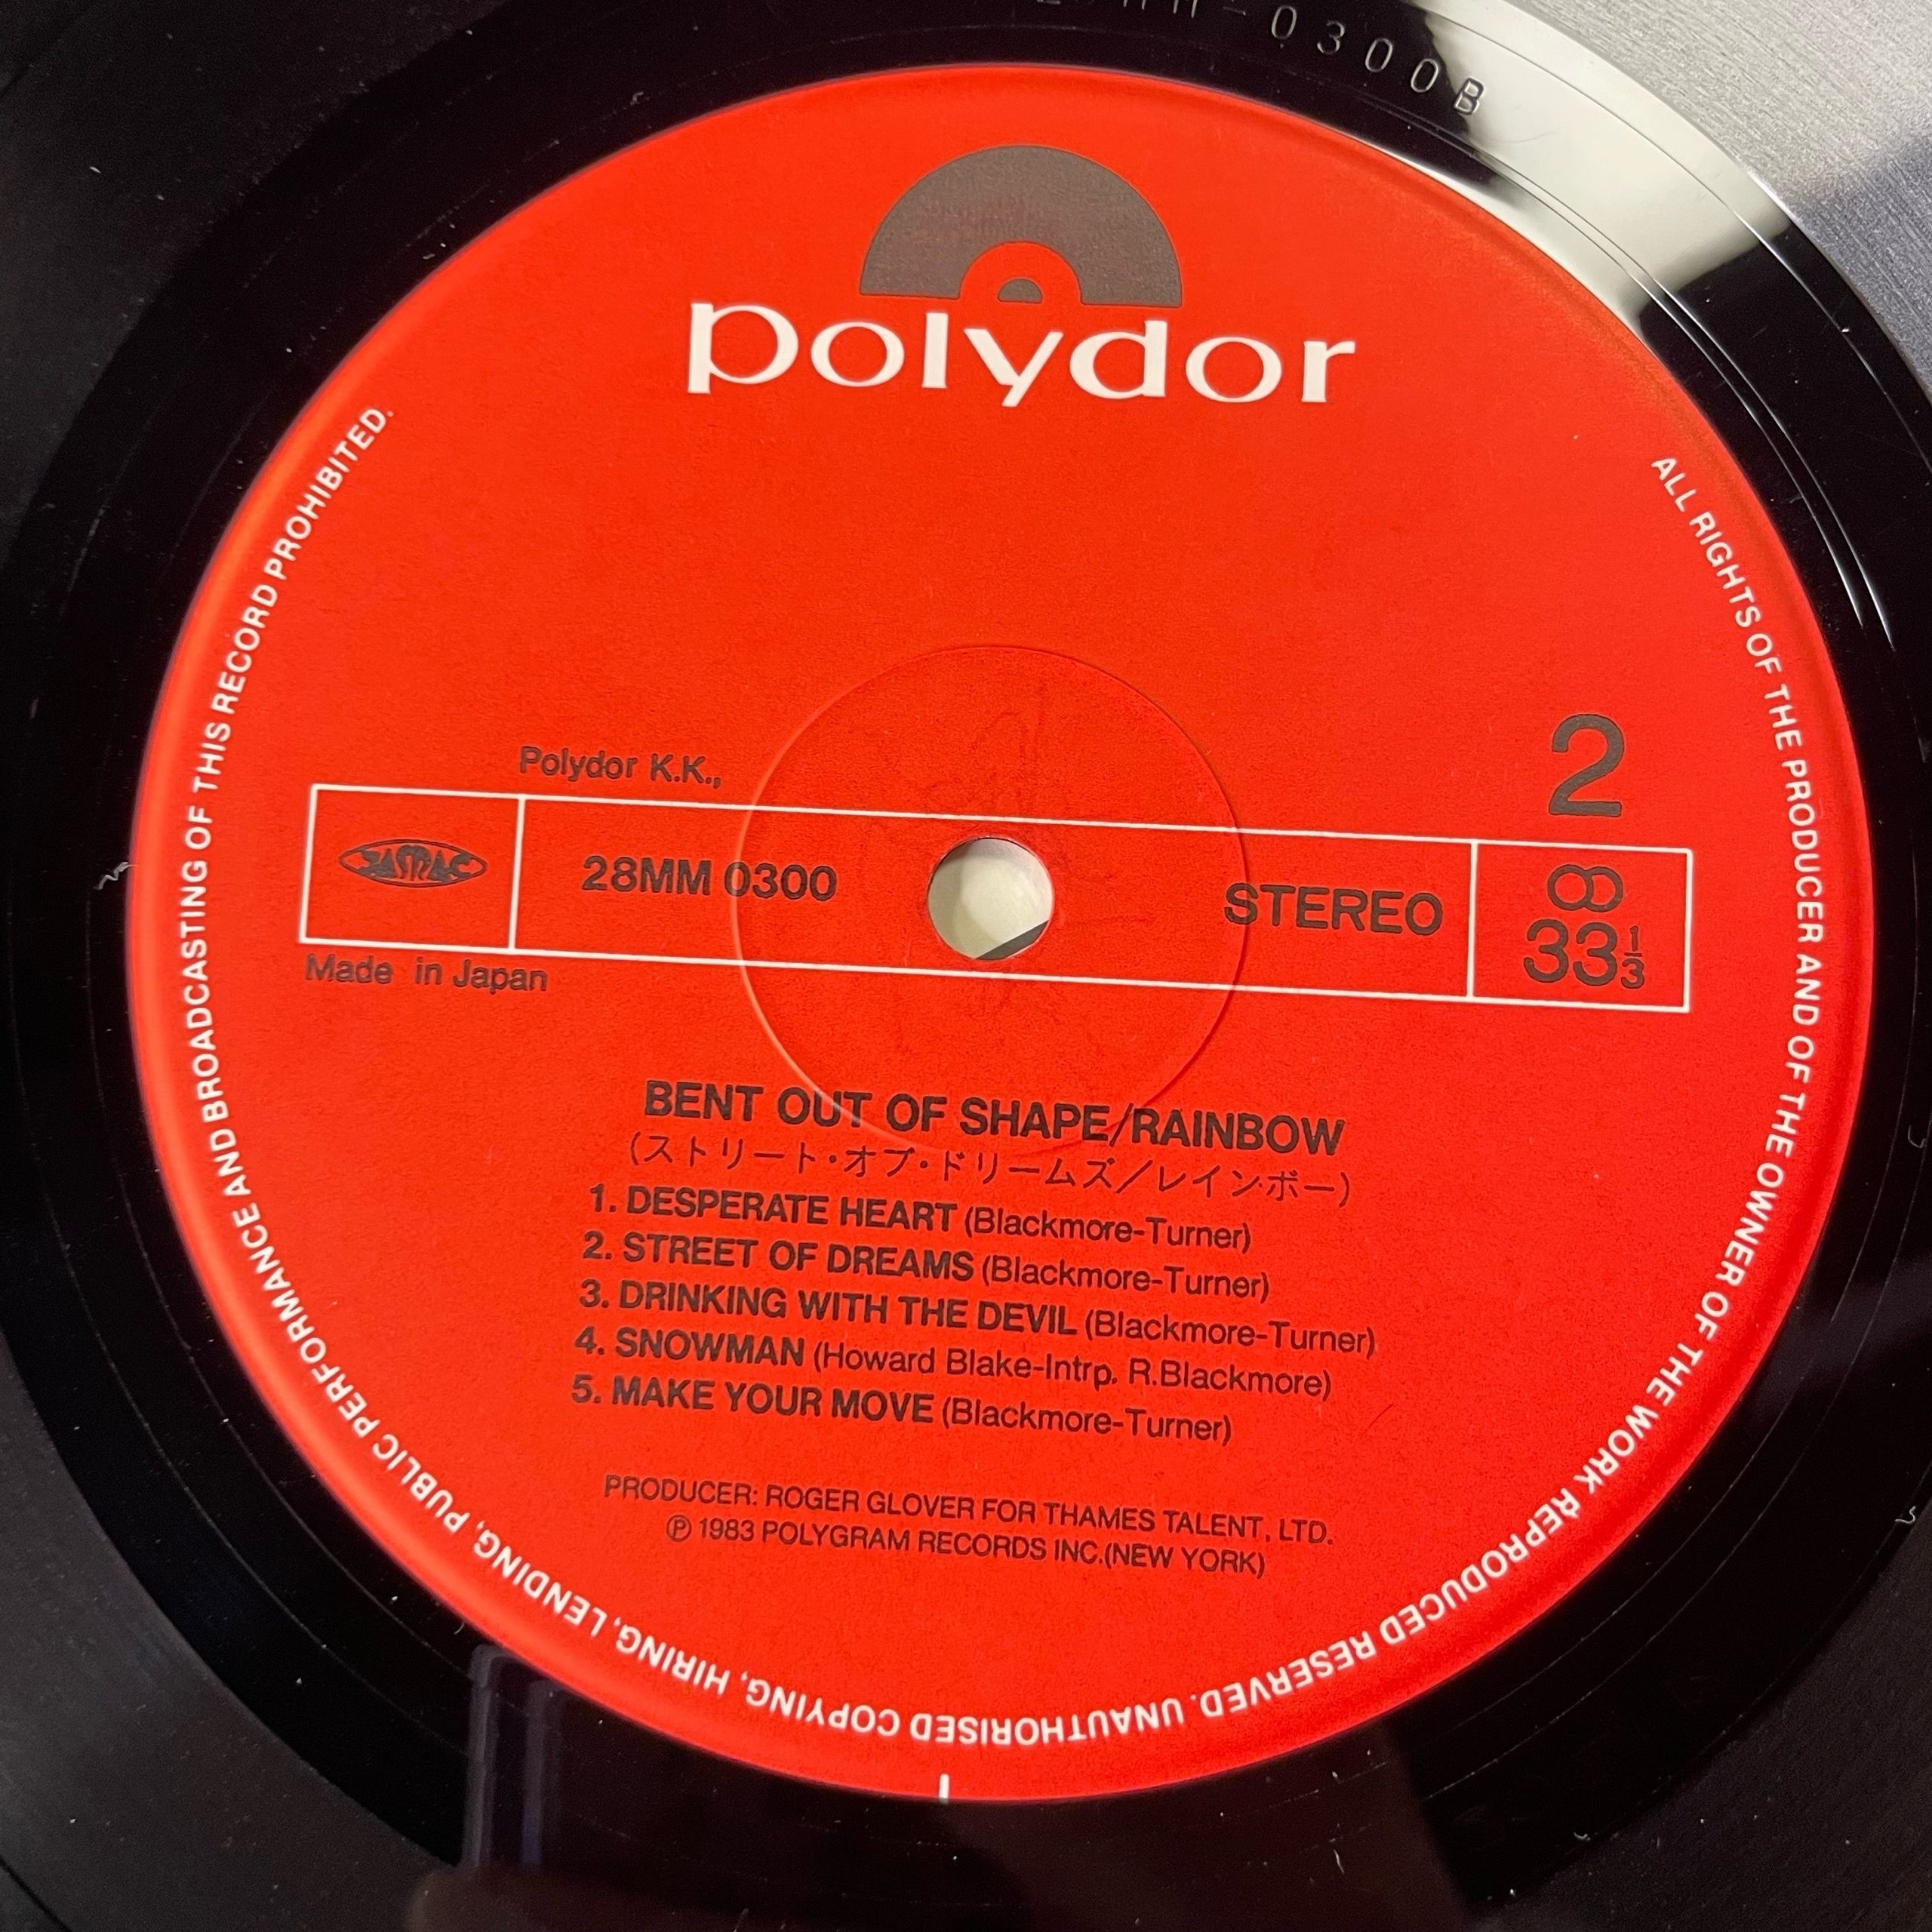 0300B
polydor
Polydor K.K.,
2
JASRAC
28MM 0300
STEREO
33 1/3
Made in Japan
BENT OUT OF SHAPE/RAINBOW
(ストリート・オブ・ドリームズ/レインボー)
1. DESPERATE HEART (Blackmore-Turner)
2. STREET OF DREAMS (Blackmore-Turner)
3. DRINKING WITH THE DEVIL (Blackmore-Turner)
4. SNOWMAN (Howard Blake-Intrp. R.Blackmore)
5. MAKE YOUR MOVE (Blackmore-Turner)
PRODUCER: ROGER GLOVER FOR THAMES TALENT, LTD.
℗ 1983 POLYGRAM RECORDS INC.(NEW YORK)
ALL RIGHTS OF THE PRODUCER AND OF THE OWNER OF THE WORK REPRODUCED RESERVED. UNAUTHORISED COPYING, HIRING, LENDING, PUBLIC PERFORMANCE AND BROADCASTING OF THIS RECORD PROHIBITED.